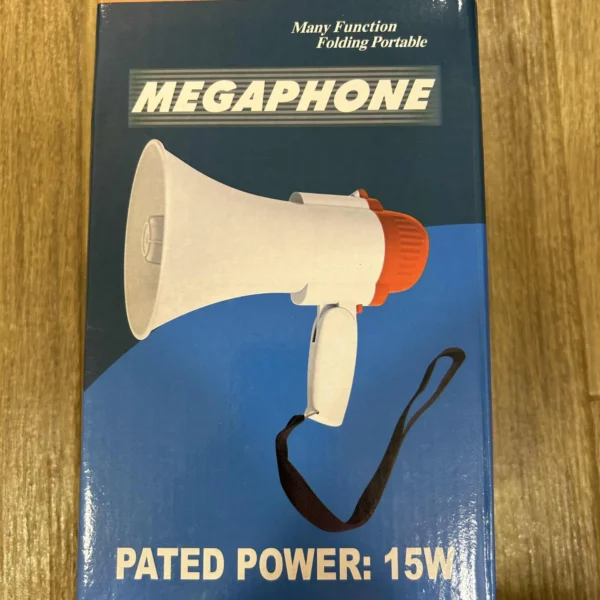 Many Function
Folding Portable
MEGAPHONE
PATED POWER: 15W